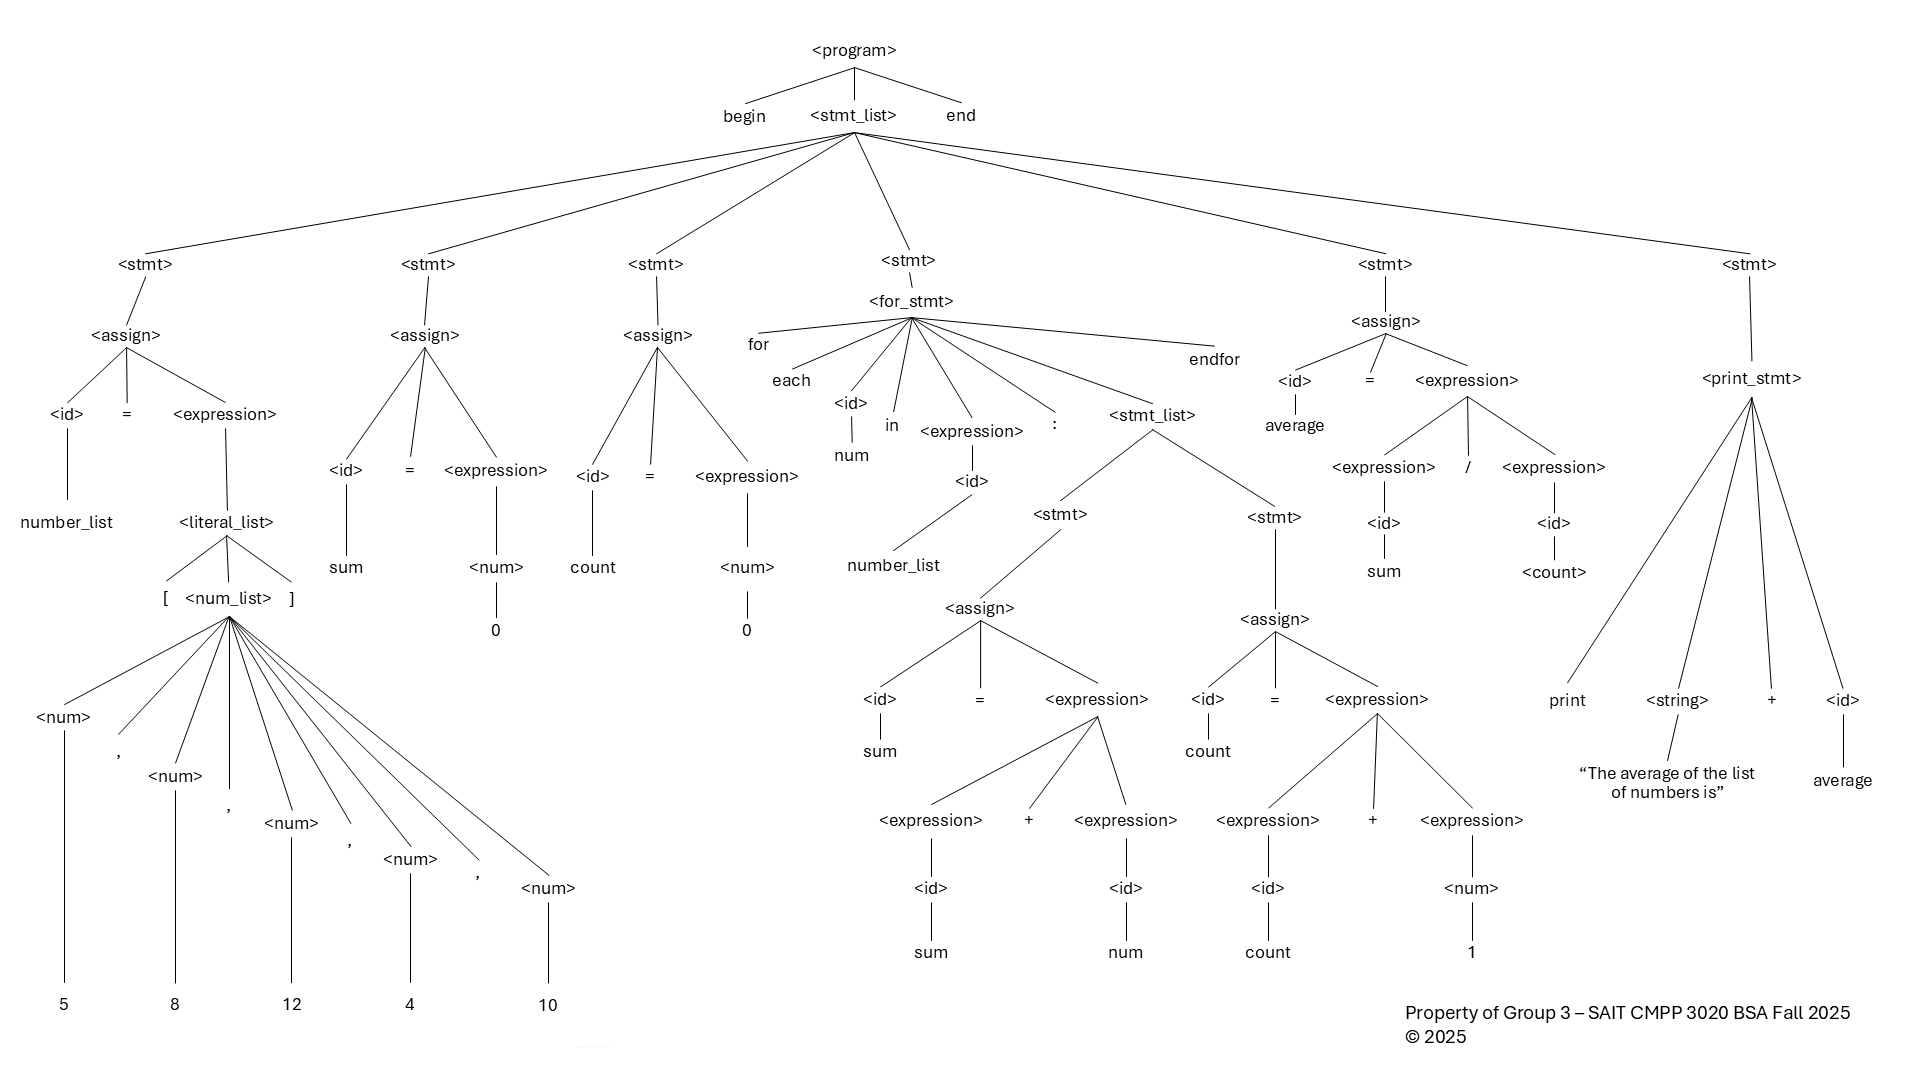 <program>
begin <stmt_list> end
<stmt> <stmt> <stmt> <stmt> <stmt> <stmt>
<for_stmt>
<assign> <assign> <assign> <assign>
for endfor
each <id> = <expression> <print_stmt>
<id> = <expression> <id> in <expression> : <stmt_list> average
num
<id> = <expression> <id> = <expression> <expression> / <expression>
<id>
number_list <literal_list> <stmt> <stmt> <id> <id>
sum <num> count <num> number_list sum <count>
[ <num_list> ]
<assign> <assign>
0 0
<num> <id> = <expression> <id> = <expression> print <string> + <id>
, sum count
<num> “The average of the list average
of numbers is”
,
<num> <expression> + <expression> <expression> + <expression>
,
<num>
,
<num> <id> <id> <id> <num>
sum num count 1
5 8 12 4 10
Property of Group 3 – SAIT CMPP 3020 BSA Fall 2025
© 2025